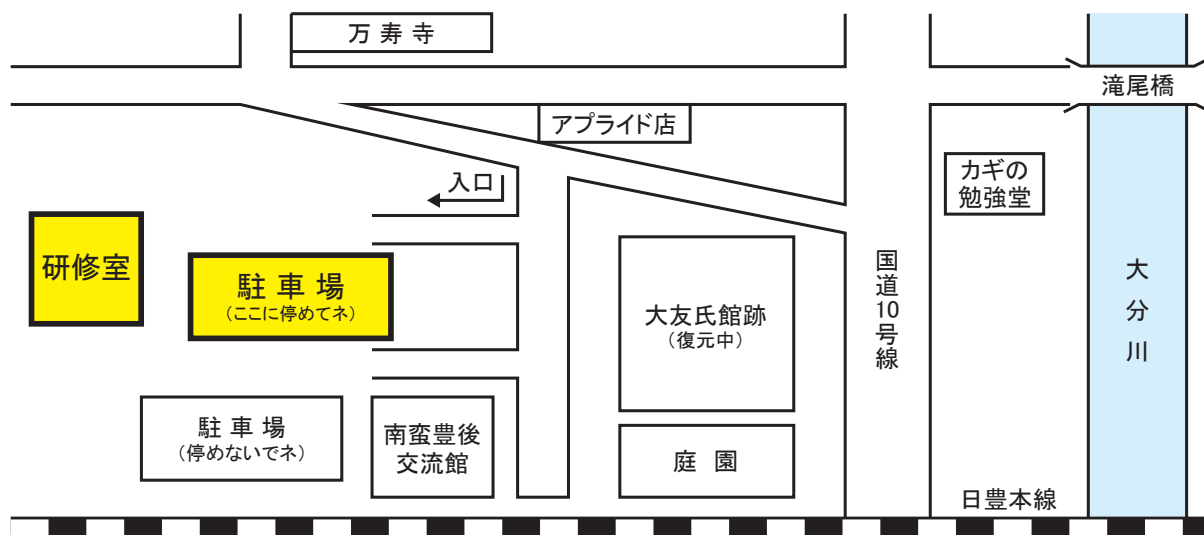 万寿寺
滝尾橋
アプライド店
入口
カギの
勉強堂
研修室
駐車場
(ここに停めてネ)
大友氏館跡
(復元中)
国道10号線
大分川
駐車場
(停めないでネ)
南蛮豊後
交流館
庭園
日豊本線